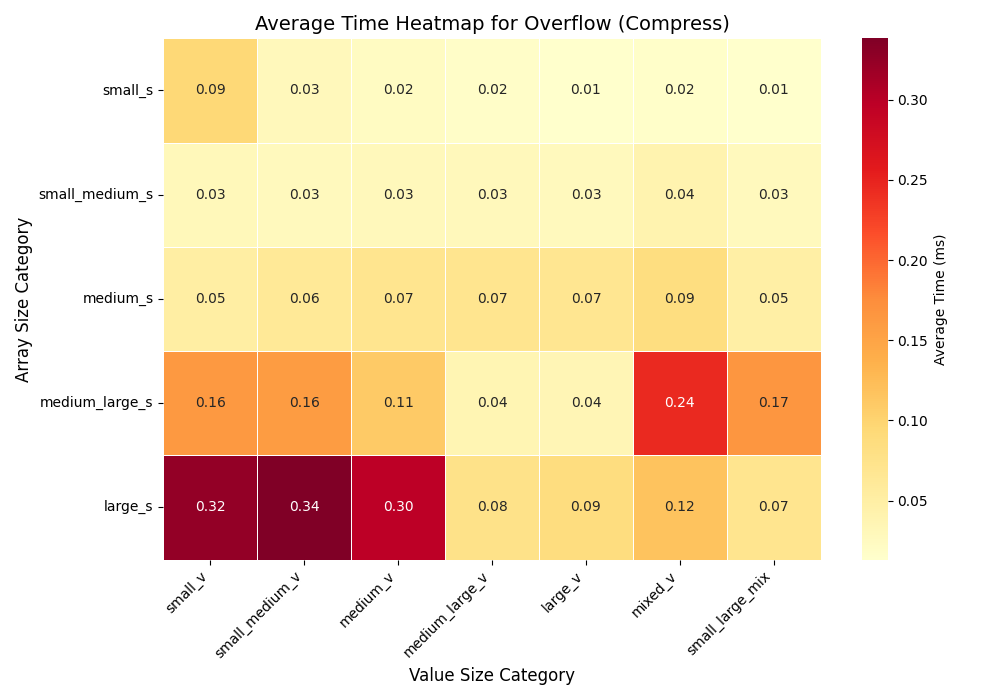 Average Time Heatmap for Overflow (Compress)
Array Size Category
small_s 0.09 0.03 0.02 0.02 0.01 0.02 0.01
small_medium_s 0.03 0.03 0.03 0.03 0.03 0.04 0.03
medium_s 0.05 0.06 0.07 0.07 0.07 0.09 0.05
medium_large_s 0.16 0.16 0.11 0.04 0.04 0.24 0.17
large_s 0.32 0.34 0.30 0.08 0.09 0.12 0.07
small_v
small_medium_v
medium_v
medium_large_v
large_v
mixed_v
small_large_mix
Value Size Category
0.30
0.25
0.20
0.15
0.10
0.05
Average Time (ms)